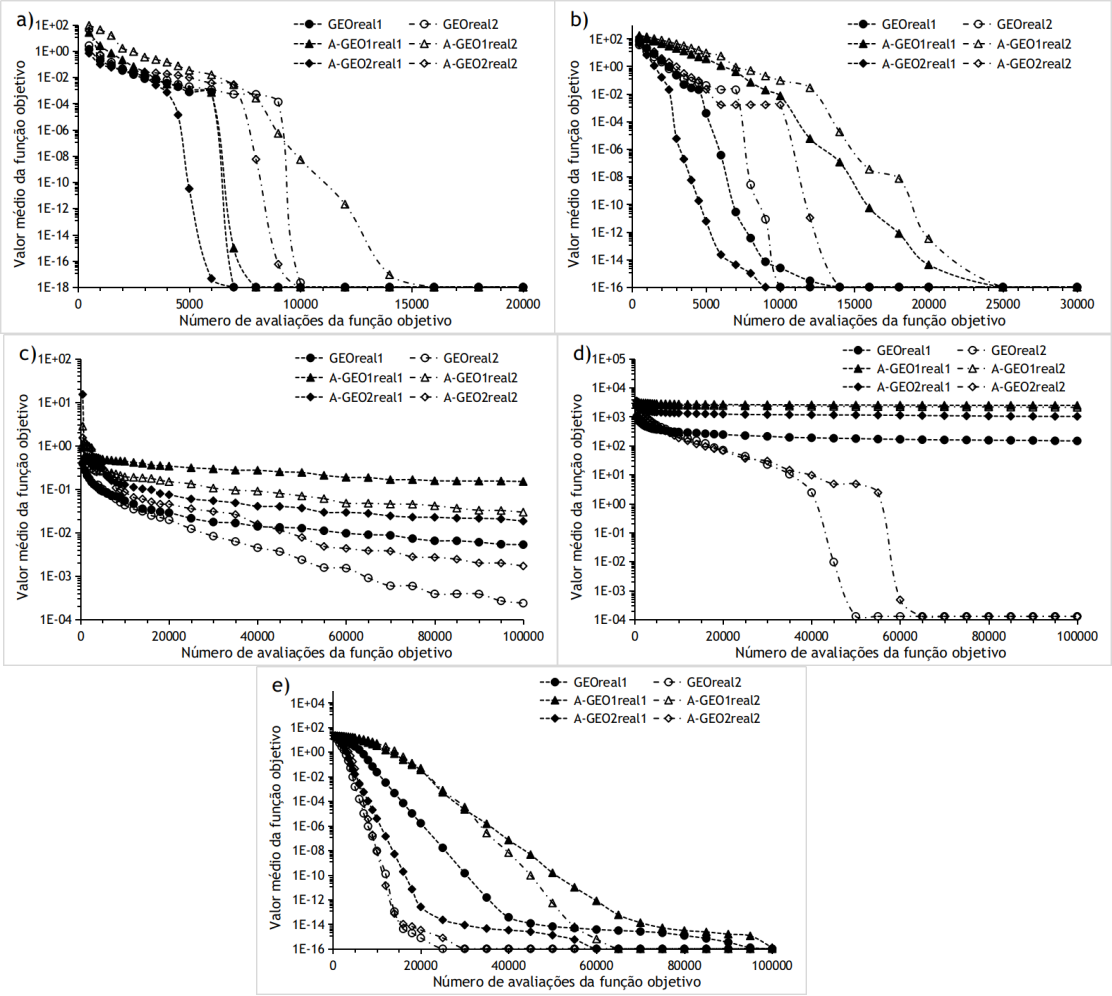 a)
GEOreal1 GEOreal2
A-GEO1real1 A-GEO1real2
A-GEO2real1 A-GEO2real2
Valor médio da função objetivo
1E+02
1E+00
1E-02
1E-04
1E-06
1E-08
1E-10
1E-12
1E-14
1E-16
1E-18
0 5000 10000 15000 20000
Número de avaliações da função objetivo
b)
GEOreal1 GEOreal2
A-GEO1real1 A-GEO1real2
A-GEO2real1 A-GEO2real2
Valor médio da função objetivo
1E+02
1E+00
1E-02
1E-04
1E-06
1E-08
1E-10
1E-12
1E-14
1E-16
0 5000 10000 15000 20000 25000 30000
Número de avaliações da função objetivo
c)
GEOreal1 GEOreal2
A-GEO1real1 A-GEO1real2
A-GEO2real1 A-GEO2real2
Valor médio da função objetivo
1E+02
1E+01
1E+00
1E-01
1E-02
1E-03
1E-04
0 20000 40000 60000 80000 100000
Número de avaliações da função objetivo
d)
GEOreal1 GEOreal2
A-GEO1real1 A-GEO1real2
A-GEO2real1 A-GEO2real2
Valor médio da função objetivo
1E+05
1E+04
1E+03
1E+02
1E+01
1E+00
1E-01
1E-02
1E-03
1E-04
0 20000 40000 60000 80000 100000
Número de avaliações da função objetivo
e)
GEOreal1 GEOreal2
A-GEO1real1 A-GEO1real2
A-GEO2real1 A-GEO2real2
Valor médio da função objetivo
1E+04
1E+02
1E+00
1E-02
1E-04
1E-06
1E-08
1E-10
1E-12
1E-14
1E-16
0 20000 40000 60000 80000 100000
Número de avaliações da função objetivo